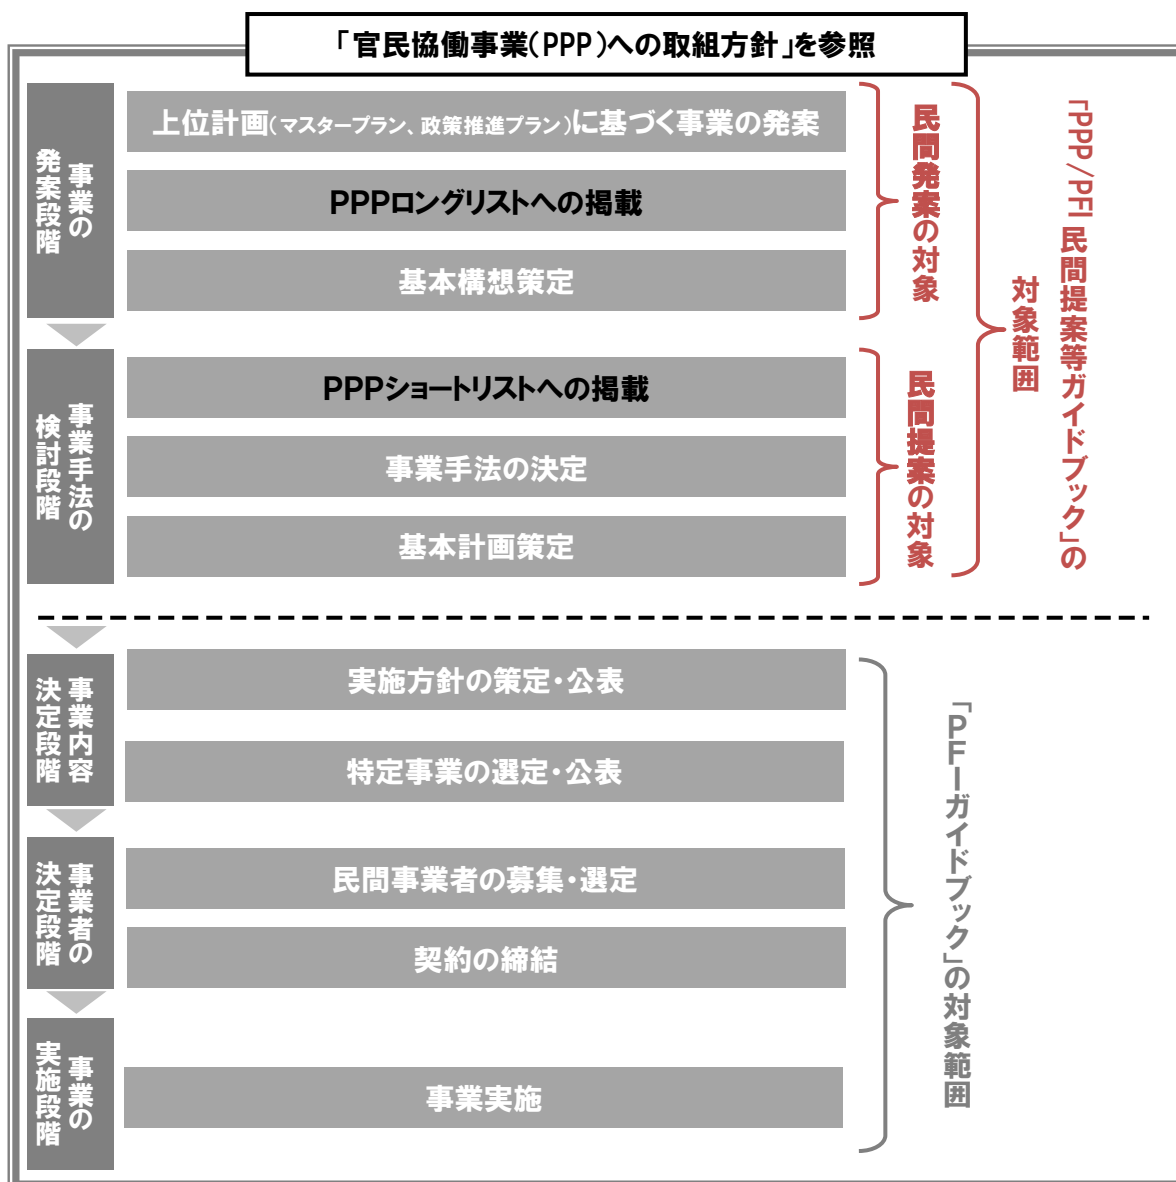 「官民協働事業(PPP)への取組方針」を参照
事業の
発案段階
上位計画(マスタープラン、政策推進プラン)に基づく事業の発案
PPPロングリストへの掲載
基本構想策定
民間発案の対象
「PPP/PFI 民間提案等ガイドブック」の
対象範囲
事業手法の
検討段階
PPPショートリストへの掲載
事業手法の決定
基本計画策定
民間提案の対象
事業内容
決定段階
実施方針の策定・公表
特定事業の選定・公表
「PFIガイドブック」の対象範囲
事業者の
決定段階
民間事業者の募集・選定
契約の締結
事業の
実施段階
事業実施